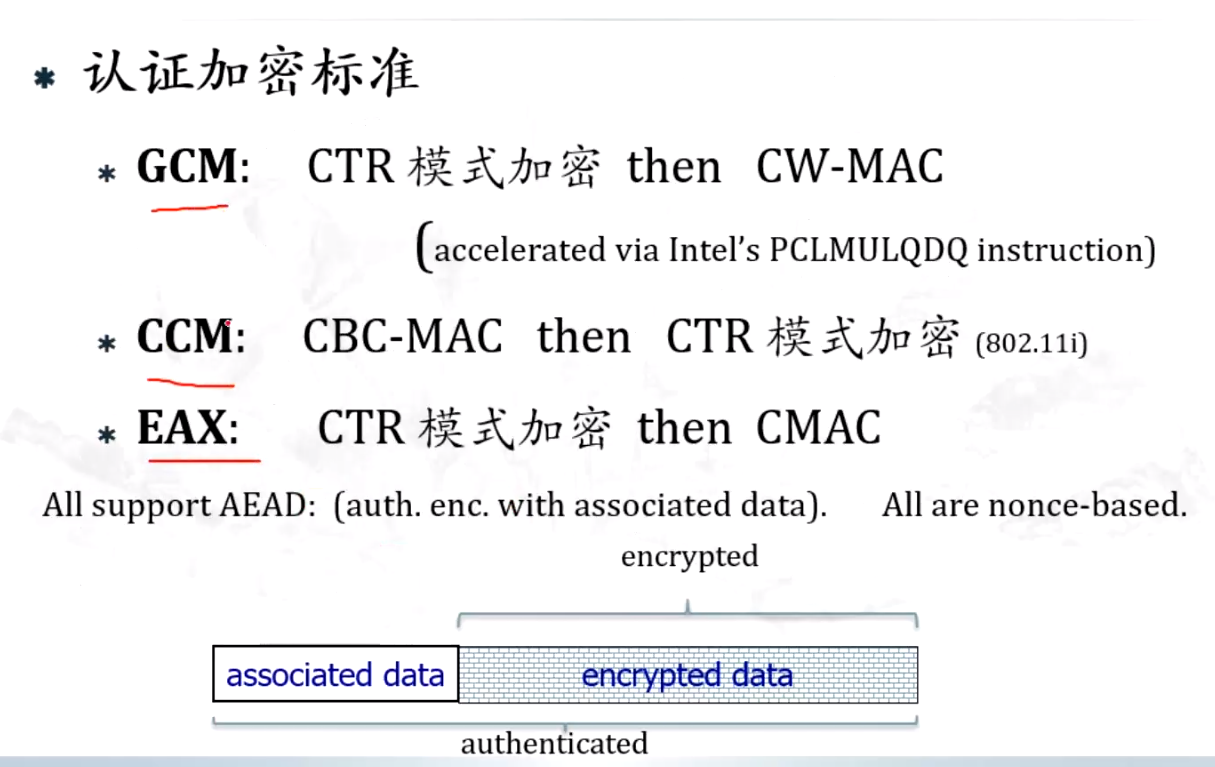 * 认证加密标准
* GCM: CTR 模式加密 then CW-MAC
(accelerated via Intel's PCLMULQDQ instruction)
* CCM: CBC-MAC then CTR 模式加密 (802.11i)
* EAX: CTR 模式加密 then CMAC
All support AEAD: (auth. enc. with associated data). All are nonce-based.
encrypted
associated data encrypted data
authenticated